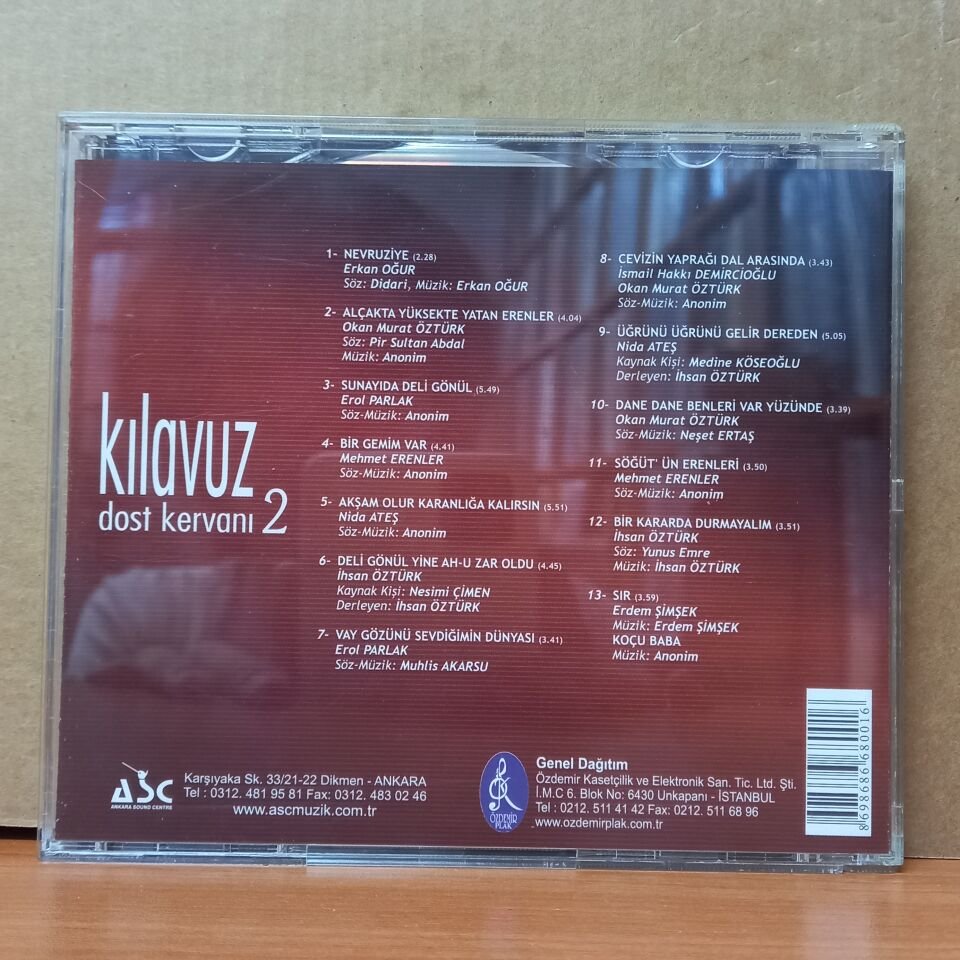 kılavuz
dost kervanı 2
1- NEVRUZİYE (2.28)
Erkan OĞUR
Söz: Didari, Müzik: Erkan OĞUR
2- ALÇAKTA YÜKSEKTE YATAN ERENLER (4.04)
Okan Murat ÖZTÜRK
Söz: Pir Sultan Abdal
Müzik: Anonim
3- SUNAYIDA DELİ GÖNÜL (5.49)
Erol PARLAK
Söz-Müzik: Anonim
4- BİR GEMİM VAR (4.41)
Mehmet ERENLER
Söz-Müzik: Anonim
5- AKŞAM OLUR KARANLIĞA KALIRSIN (5.51)
Nida ATEŞ
Söz-Müzik: Anonim
6- DELİ GÖNÜL YİNE AH-U ZAR OLDU (4.45)
İhsan ÖZTÜRK
Kaynak Kişi: Nesimi ÇİMEN
Derleyen: İhsan ÖZTÜRK
7- VAY GÖZÜNÜ SEVDİĞİMİN DÜNYASI (3.41)
Erol PARLAK
Söz-Müzik: Muhlis AKARSU
8- CEVİZİN YAPRAĞI DAL ARASINDA (3.43)
İsmail Hakkı DEMİRCİOĞLU
Okan Murat ÖZTÜRK
Söz-Müzik: Anonim
9- ÜĞRÜNÜ ÜĞRÜNÜ GELİR DEREDEN (5.05)
Nida ATEŞ
Kaynak Kişi: Medine KÖSEOĞLU
Derleyen: İhsan ÖZTÜRK
10- DANE DANE BENLERİ VAR YÜZÜNDE (3.39)
Okan Murat ÖZTÜRK
Söz-Müzik: Neşet ERTAŞ
11- SÖĞÜT' ÜN ERENLERİ (3.50)
Mehmet ERENLER
Söz-Müzik: Anonim
12- BİR KARARDA DURMAYALIM (3.51)
İhsan ÖZTÜRK
Söz: Yunus Emre
Müzik: İhsan ÖZTÜRK
13- SIR (3.59)
Erdem ŞİMŞEK
Müzik: Erdem ŞİMŞEK
KOÇU BABA
Müzik: Anonim
ASC
ANKARA SOUND CENTRE
Karşıyaka Sk. 33/21-22 Dikmen - ANKARA
Tel : 0312. 481 95 81 Fax: 0312. 483 02 46
www.ascmuzik.com.tr
ÖZDEMİR
PLAK
Genel Dağıtım
Özdemir Kasetçilik ve Elektronik San. Tic. Ltd. Şti.
İ.M.C 6. Blok No: 6430 Unkapanı - İSTANBUL
Tel : 0212. 511 41 42 Fax: 0212. 511 68 96
www.ozdemirplak.com.tr
8698686680016